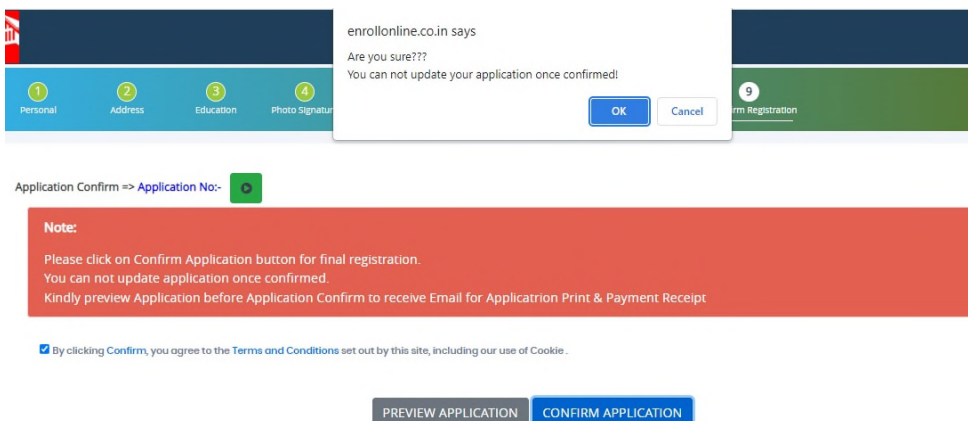 enrollonline.co.in says
Are you sure???
You can not update your application once confirmed!
OK Cancel
1 2 3 4 9
Personal Address Education Photo Registration
Application Confirm => Application No:-
Note:
Please click on Confirm Application button for final registration.
You can not update application once confirmed.
Kindly preview Application before Application Confirm to receive Email for Applicatrion Print & Payment Receipt
By clicking Confirm, you agree to the Terms and Conditions set out by this site, including our use of Cookie .
PREVIEW APPLICATION CONFIRM APPLICATION